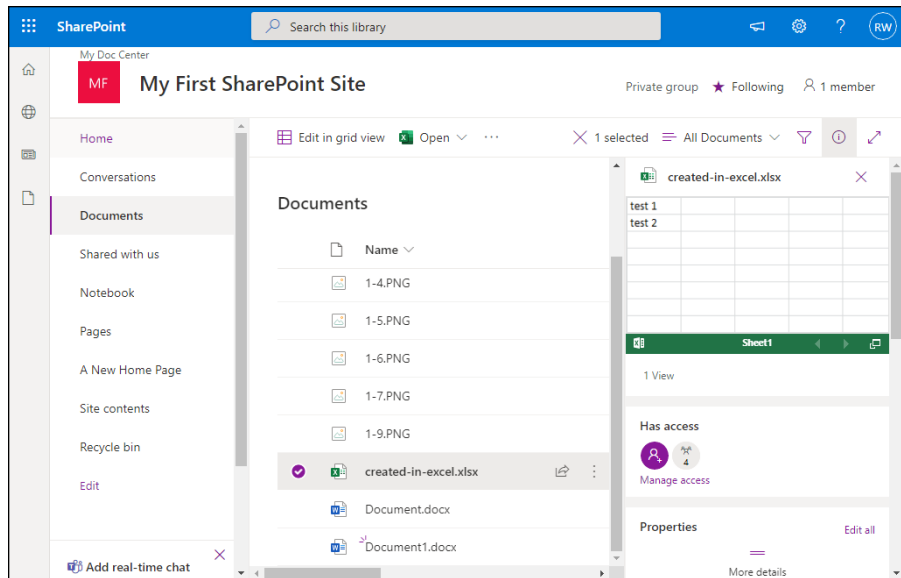 SharePoint
Search this library
RW
My Doc Center
MF
My First SharePoint Site
Private group
Following
1 member
Home
Conversations
Documents
Shared with us
Notebook
Pages
A New Home Page
Site contents
Recycle bin
Edit
Add real-time chat
Edit in grid view
Open
1 selected
All Documents
Documents
Name
1-4.PNG
1-5.PNG
1-6.PNG
1-7.PNG
1-9.PNG
created-in-excel.xlsx
Document.docx
Document1.docx
created-in-excel.xlsx
test 1
test 2
Sheet1
1 View
Has access
4
Manage access
Properties
Edit all
More details